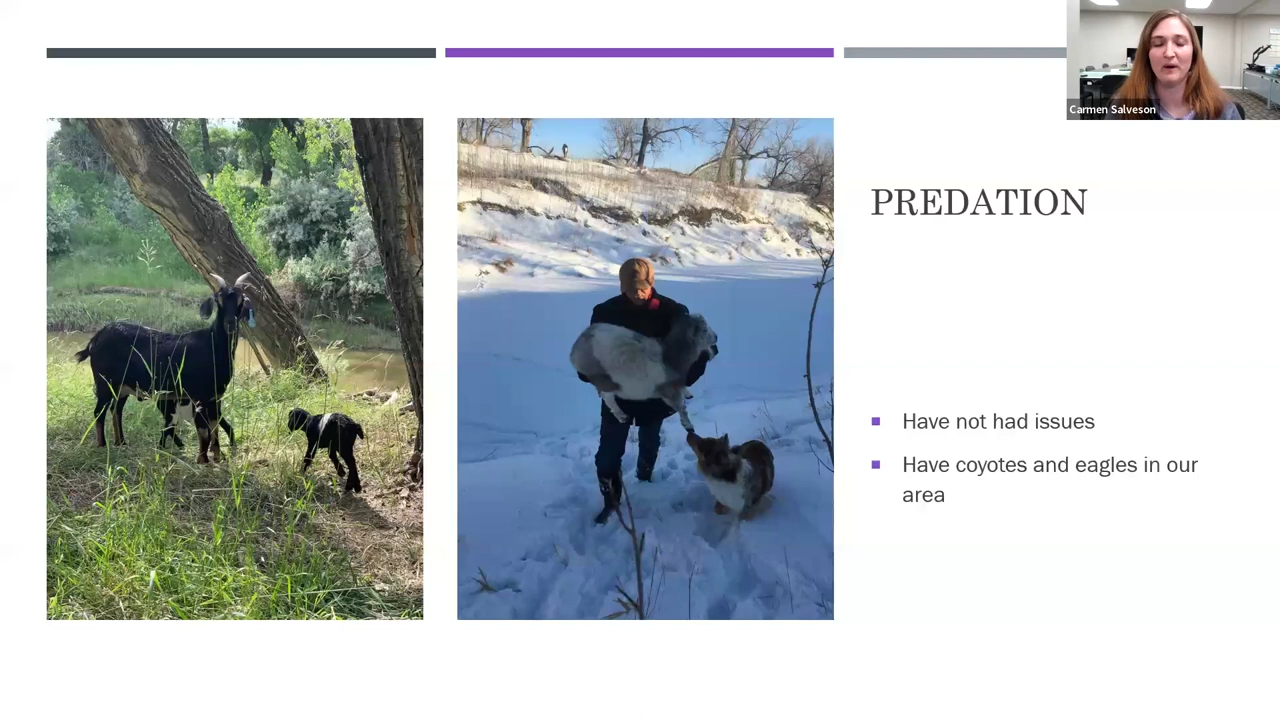 Carmen Salveson
PREDATION
Have not had issues
Have coyotes and eagles in our
area